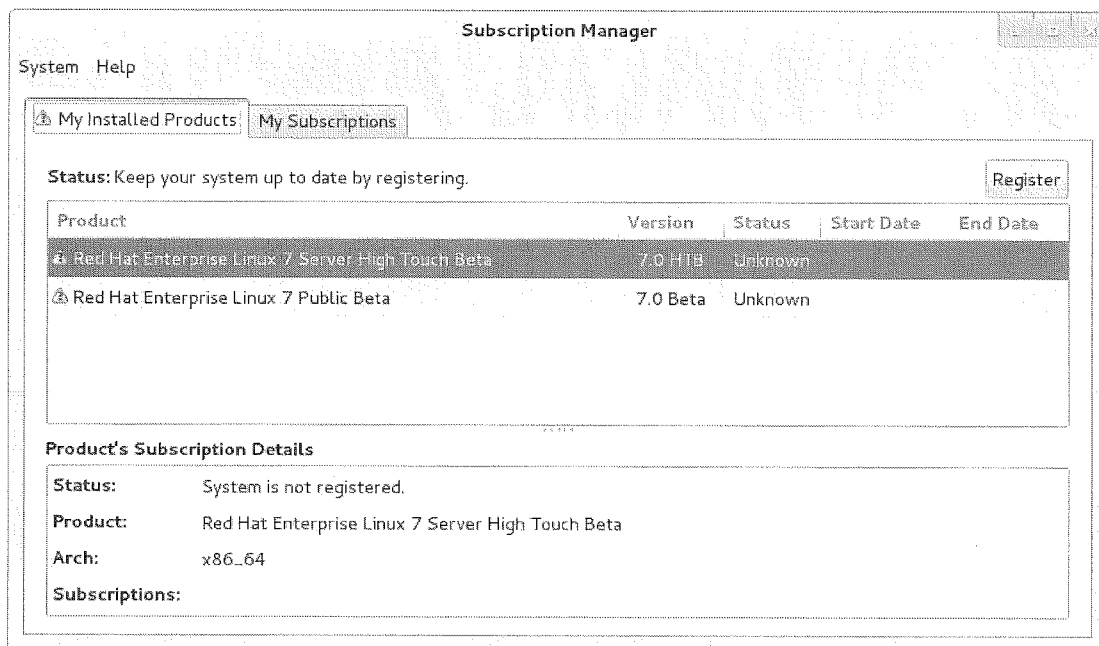 Subscription Manager
System Help
My Installed Products My Subscriptions
Status: Keep your system up to date by registering. Register
Product Version Status Start Date End Date
Red Hat Enterprise Linux 7 Server High Touch Beta 7.0 HTB Unknown
Red Hat Enterprise Linux 7 Public Beta 7.0 Beta Unknown
Product's Subscription Details
Status: System is not registered.
Product: Red Hat Enterprise Linux 7 Server High Touch Beta
Arch: x86_64
Subscriptions: